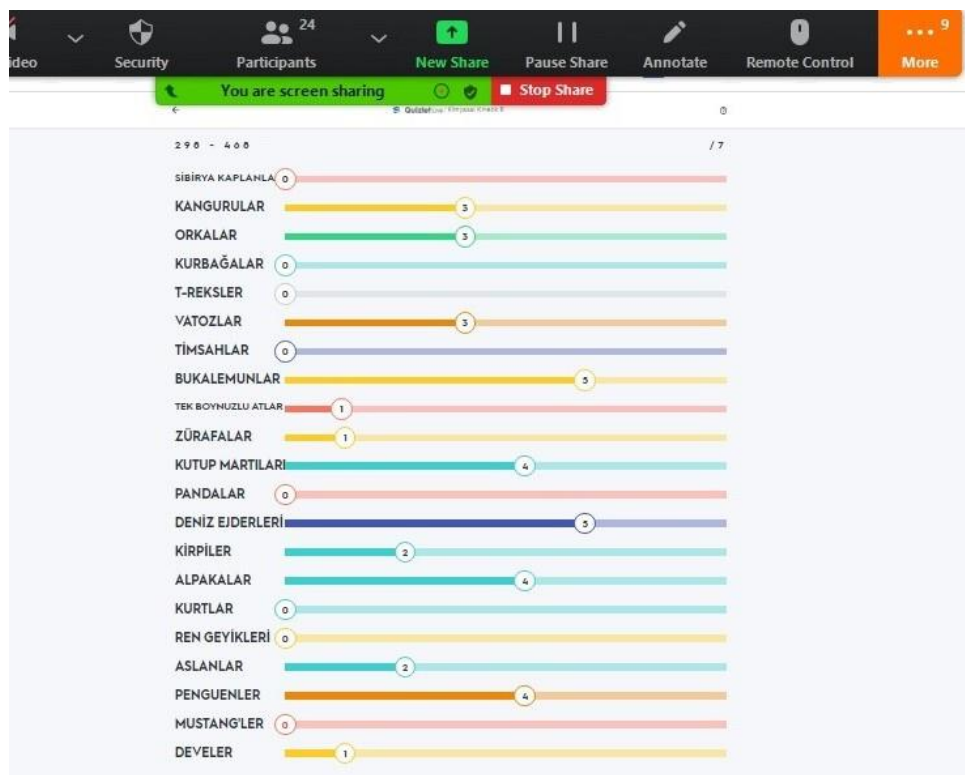 ideo Security Participants 24 New Share Pause Share Annotate Remote Control More 9
You are screen sharing Stop Share
Quizlet
298 - 468 /7
SİBİRYA KAPLANLA 0
KANGURULAR 3
ORKALAR 3
KURBAĞALAR 0
T-REKSLER 0
VATOZLAR 3
TİMSAHLAR 0
BUKALEMUNLAR 5
TEK BOYNUZLU ATLAR 1
ZÜRAFALAR 1
KUTUP MARTILARI 4
PANDALAR 0
DENİZ EJDERLERİ 5
KİRPİLER 2
ALPAKALAR 4
KURTLAR 0
REN GEYİKLERİ 0
ASLANLAR 2
PENGUENLER 4
MUSTANG'LER 0
DEVELER 1